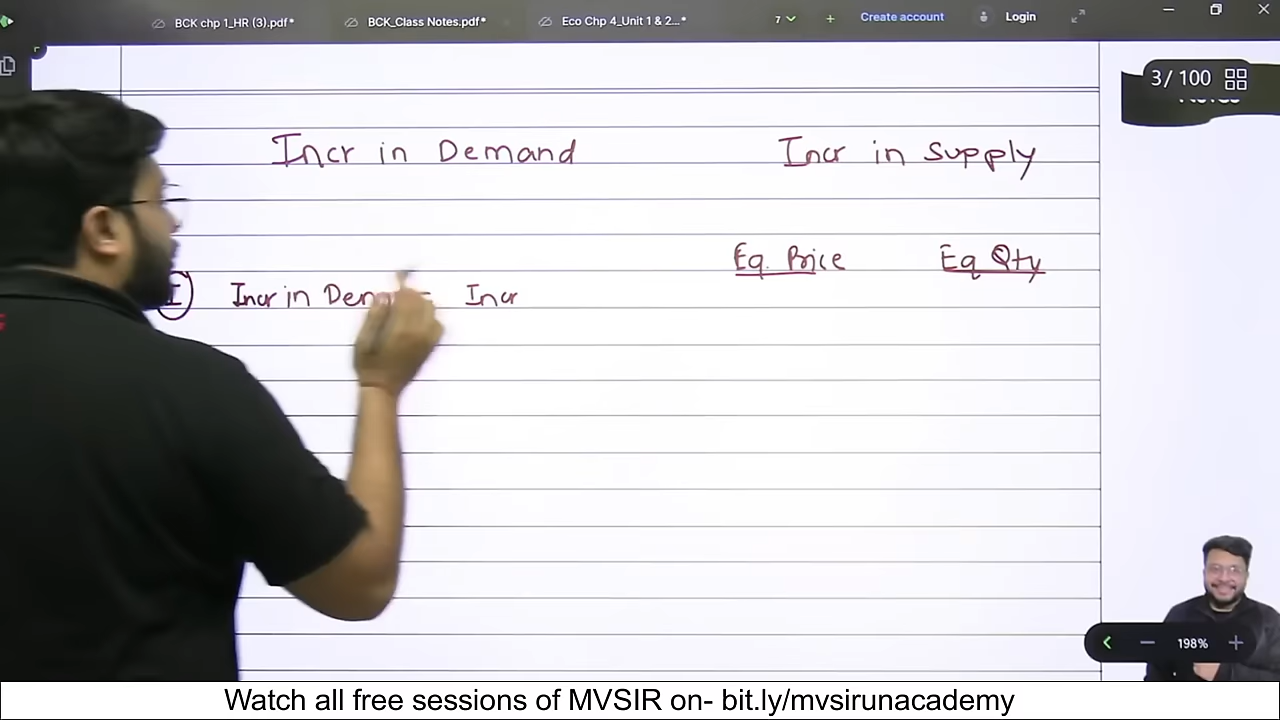 BCK chp 1_HR (3).pdf*
BCK_Class Notes.pdf*
Eco Chp 4_Unit 1 & 2...*
7
Create account
Login
3/ 100
Incr in Demand
Incr in Supply
Eq. Price
Eq Qty
I Incr in Incr
198%
Watch all free sessions of MVSIR on- bit.ly/mvsirunacademy